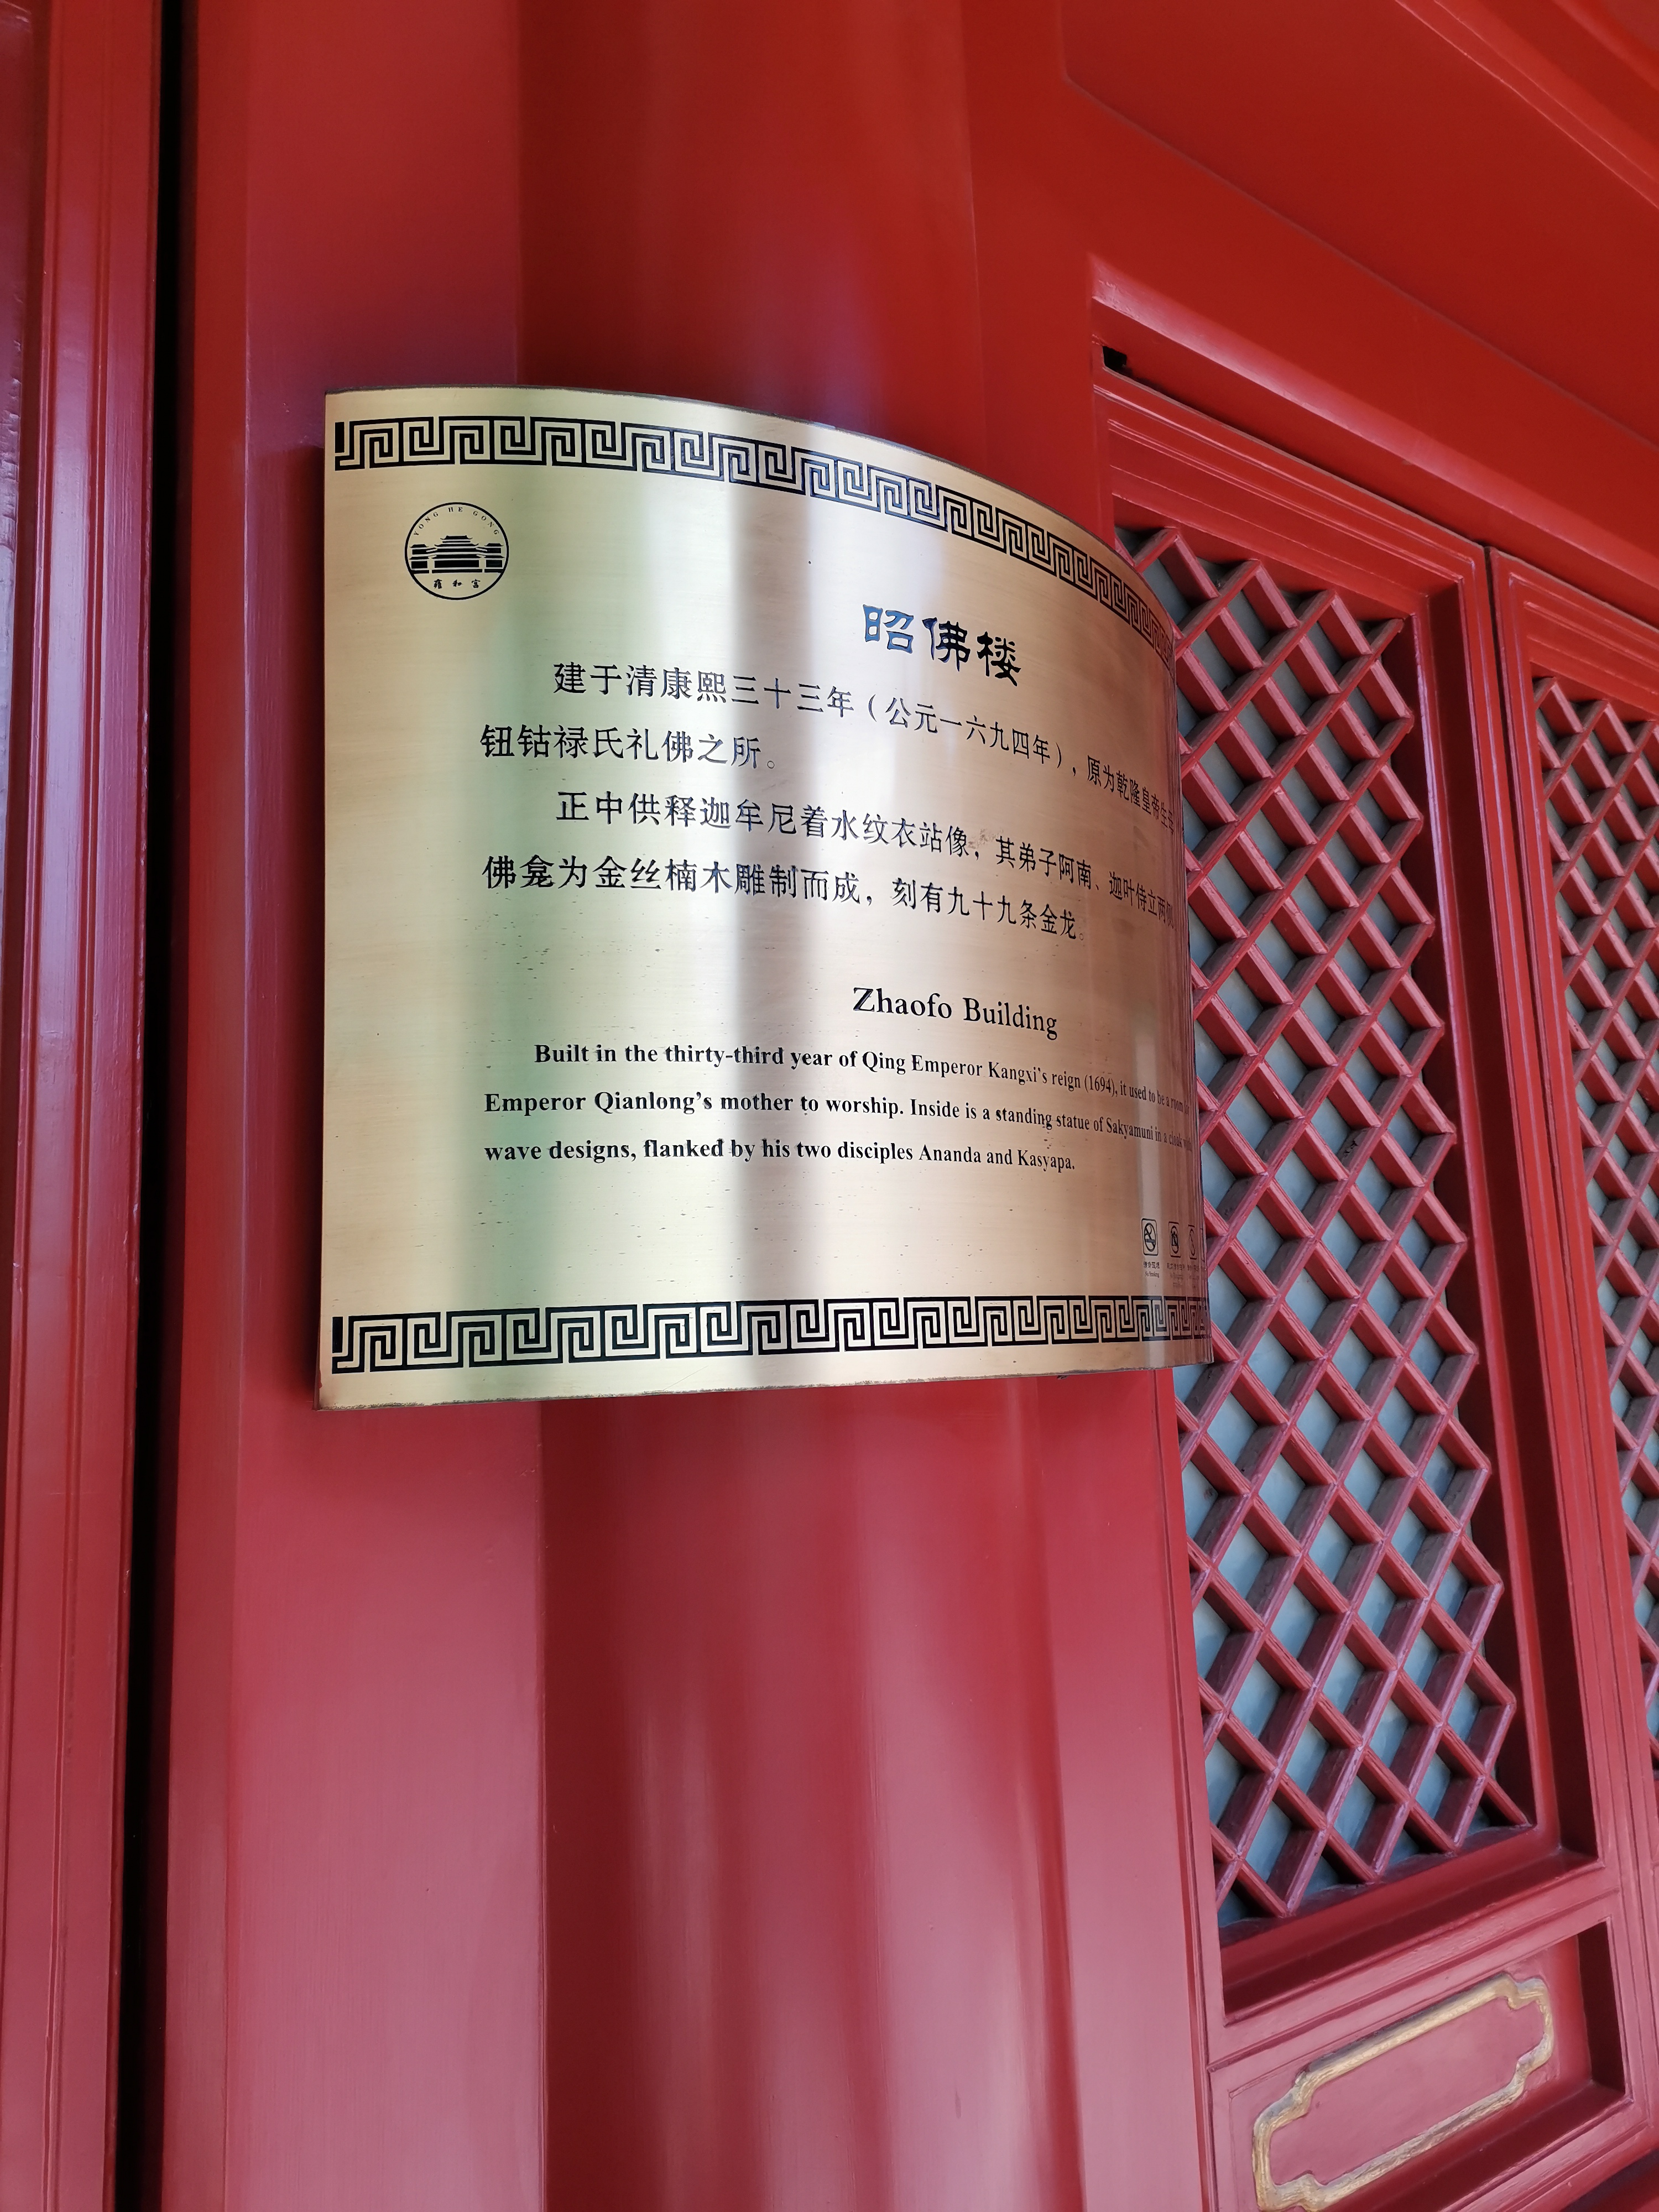 YONG HE GONG
雍和宫
昭佛楼
建于清康熙三十三年（公元一六九四年），原为乾隆皇帝生母
钮钴禄氏礼佛之所。
正中供释迦牟尼着水纹衣站像，其弟子阿南、迦叶侍立两侧
佛龛为金丝楠木雕制而成，刻有九十九条金龙。
Zhaofo Building
Built in the thirty-third year of Qing Emperor Kangxi's reign (1694), it used to be a room
Emperor Qianlong's mother to worship. Inside is a standing statue of Sakyamuni in a cloak
wave designs, flanked by his two disciples Ananda and Kasyapa.